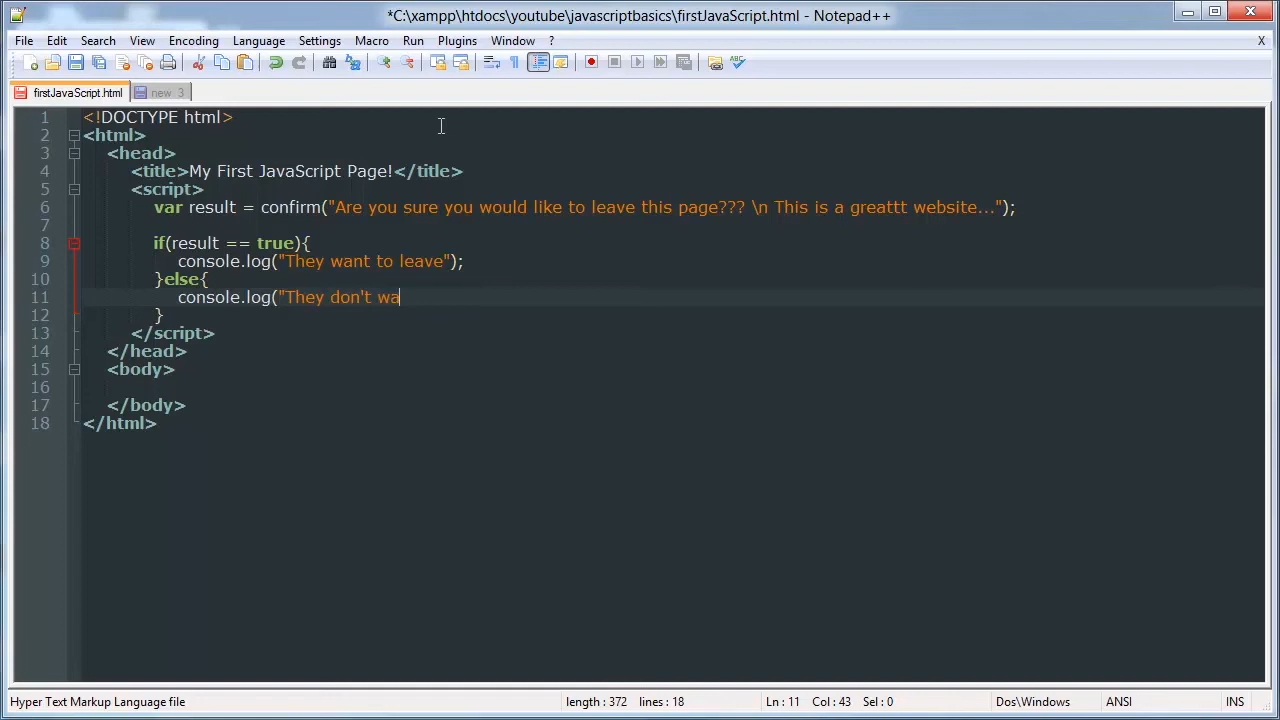 *C:\xampp\htdocs\youtube\javascriptbasics\firstJavaScript.html - Notepad++
File Edit Search View Encoding Language Settings Macro Run Plugins Window ? X
firstJavaScript.html new 3
1 <!DOCTYPE html>
2 <html>
3 <head>
4 <title>My First JavaScript Page!</title>
5 <script>
6 var result = confirm("Are you sure you would like to leave this page??? \n This is a greattt website...");
7
8 if(result == true){
9 console.log("They want to leave");
10 }else{
11 console.log("They don't wa
12 }
13 </script>
14 </head>
15 <body>
16
17 </body>
18 </html>
Hyper Text Markup Language file length : 372 lines : 18 Ln : 11 Col : 43 Sel : 0 Dos\Windows ANSI INS